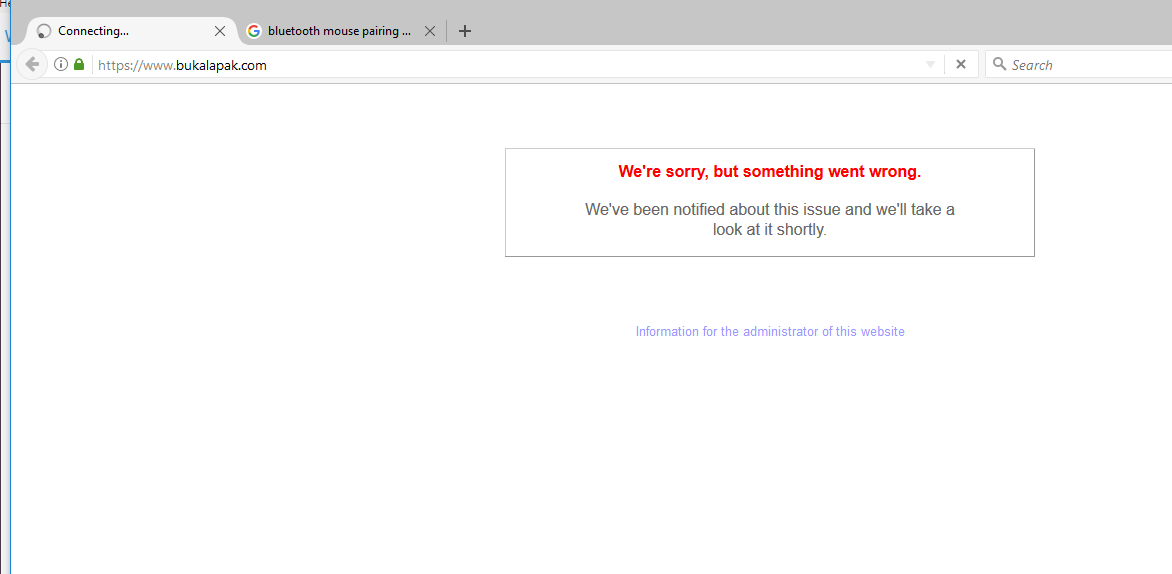 He
Connecting...
bluetooth mouse pairing ...
https://www.bukalapak.com
Search
We're sorry, but something went wrong.
We've been notified about this issue and we'll take a
look at it shortly.
Information for the administrator of this website